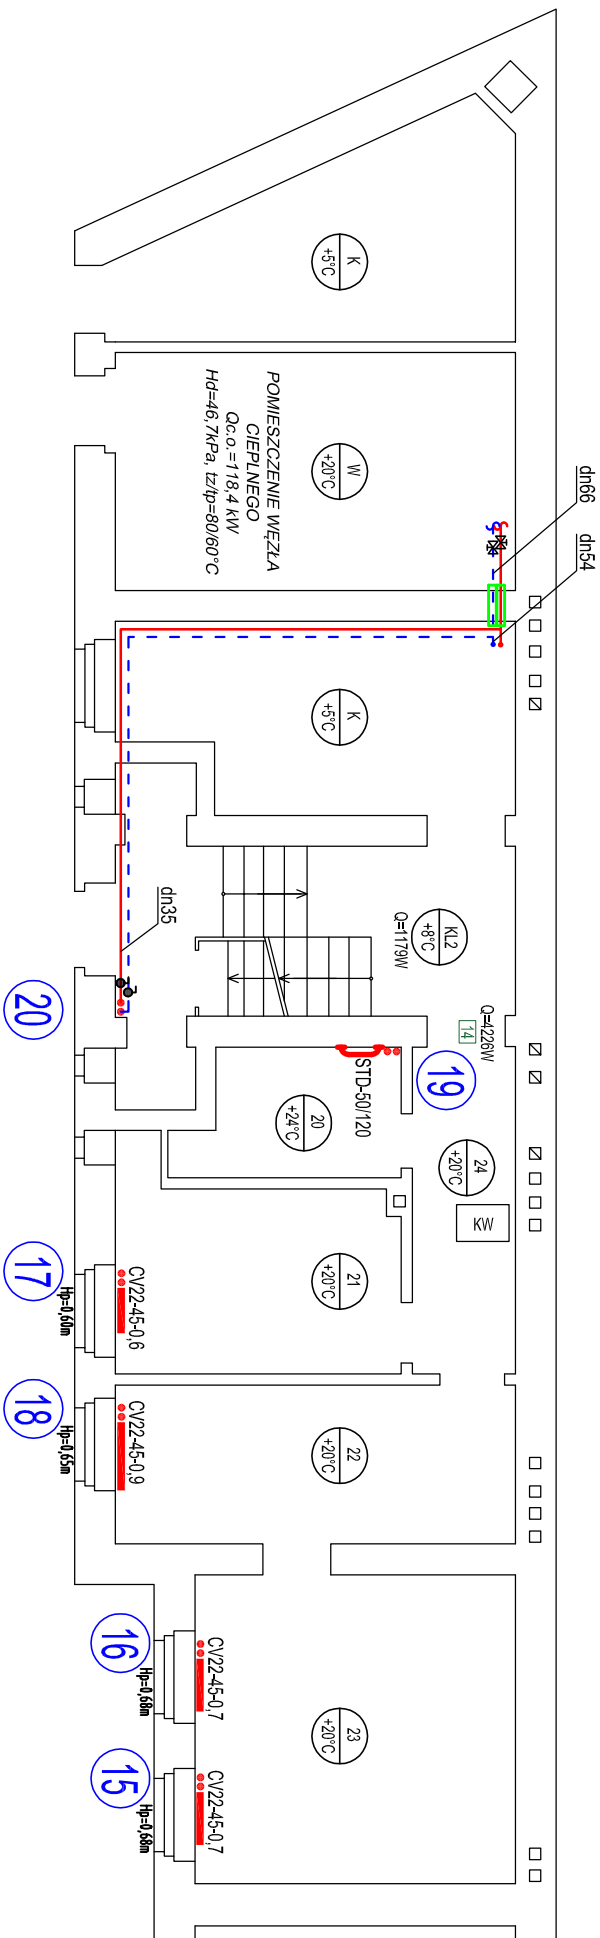 K
+5°C
POMIESZCZENIE WĘZŁA
CIEPLNEGO
Qc.o.=118,4 kW
Hd=46,7kPa, tz/tp=80/60°C
W
+20°C
dn66
dn54
K
+5°C
dn35
KL2
+8°C
Q=1179W
Q=4226W
14
20
19
STD-50/120
20
+24°C
24
+20°C
KW
17
Hp=0,60m
CV22-45-0,6
21
+20°C
18
Hp=0,65m
CV22-45-0,9
22
+20°C
16
Hp=0,68m
CV22-45-0,7
23
+20°C
15
Hp=0,68m
CV22-45-0,7